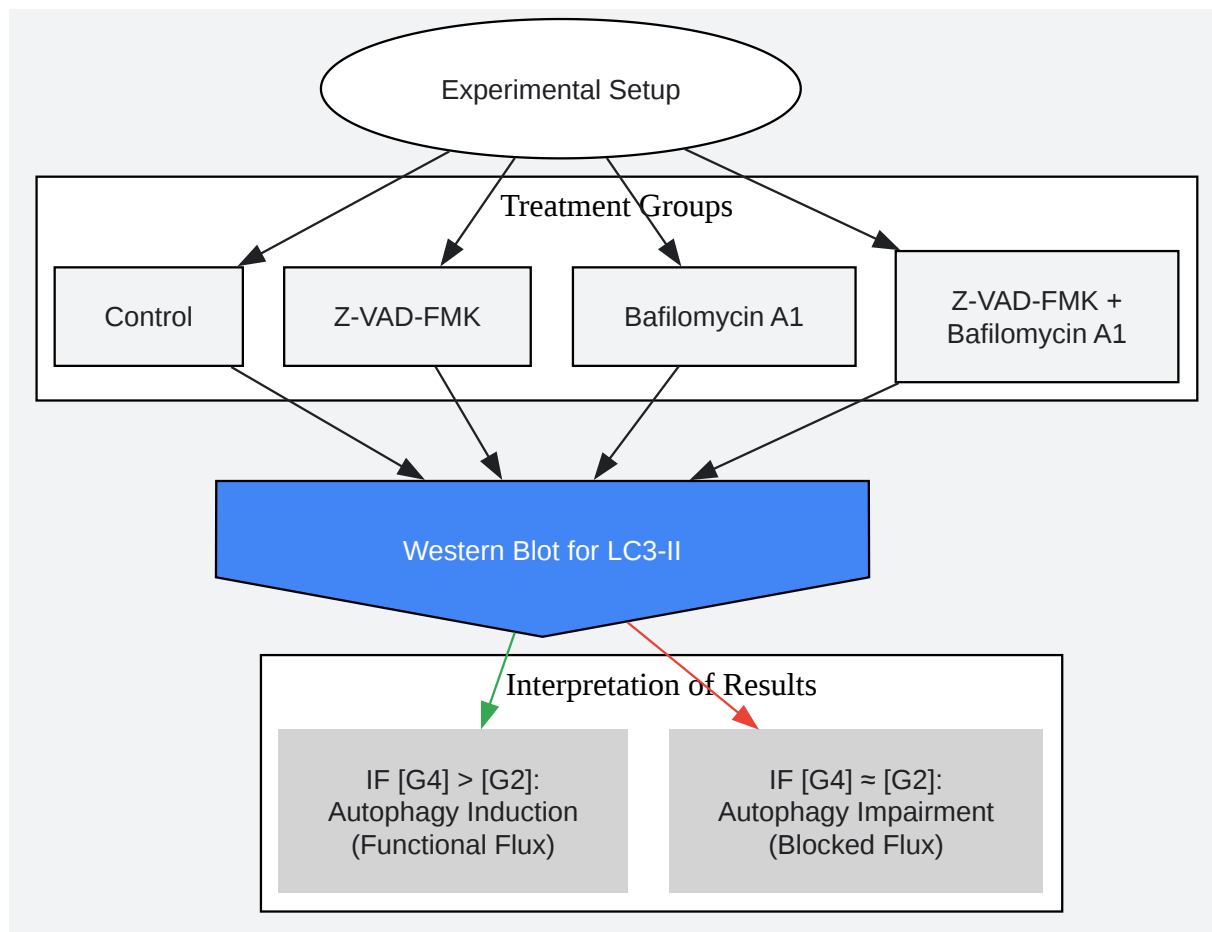 Experimental Setup
Treatment Groups
Control
Z-VAD-FMK
Bafilomycin A1
Z-VAD-FMK +
Bafilomycin A1
Western Blot for LC3-II
Interpretation of Results
IF [G4] > [G2]:
Autophagy Induction
(Functional Flux)
IF [G4] ≈ [G2]:
Autophagy Impairment
(Blocked Flux)